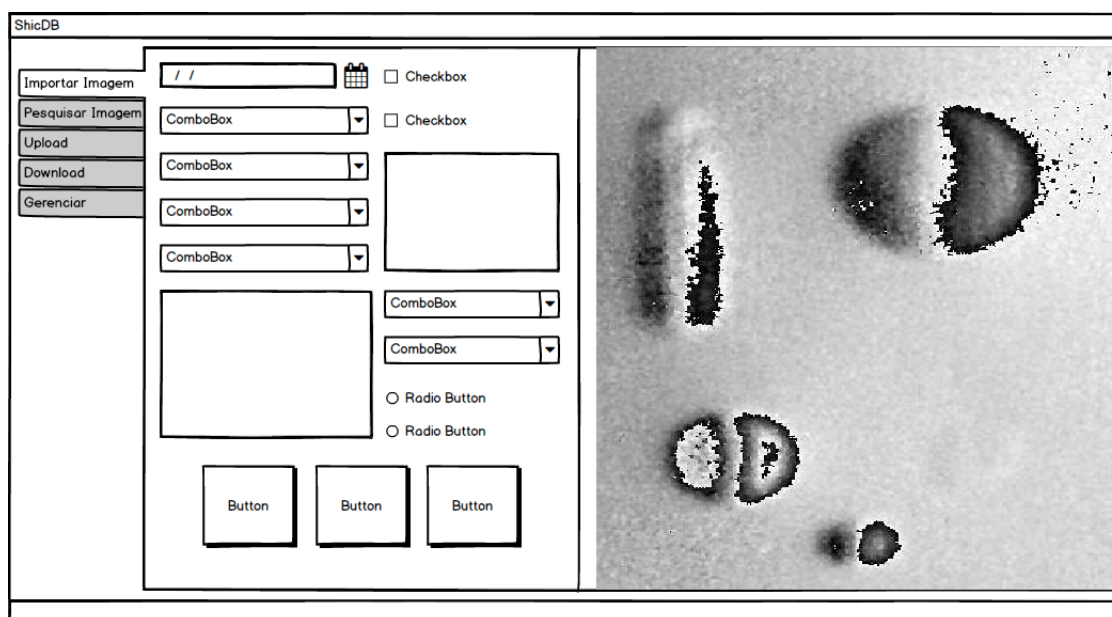 ShicDB
Importar Imagem
Pesquisar Imagem
Upload
Download
Gerenciar
/ /
Checkbox
ComboBox
Checkbox
ComboBox
ComboBox
ComboBox
ComboBox
ComboBox
Radio Button
Radio Button
Button
Button
Button